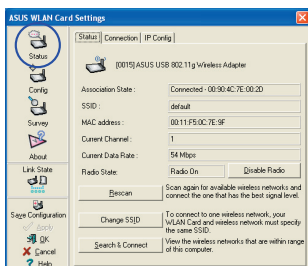 ASUS WLAN Card Settings
Status
Config
Survey
About
Link State
Save Configuration
Apply
OK
Cancel
Help
Status Connection IP Config
[0015] ASUS USB 802.11g Wireless Adapter
Association State : Connected - 00:90:4C:7E:00:2D
SSID : default
MAC address : 00:11:F5:0C:7E:9F
Current Channel : 1
Current Data Rate : 54 Mbps
Radio State: Radio On Disable Radio
Rescan Scan again for available wireless networks and
connect the one that has the best signal level.
Change SSID To connect to one wireless network, your
WLAN Card and wireless network must specify
the same SSID.
Search & Connect View the wireless networks that are within range
of this computer.